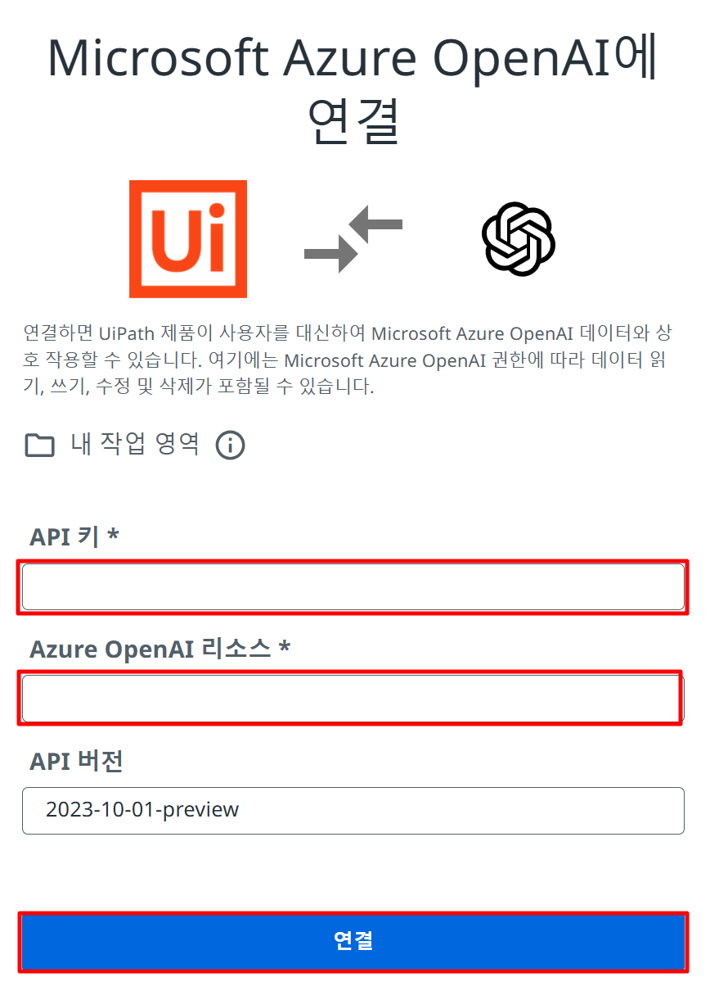 Microsoft Azure OpenAI에
연결
Ui
연결하면 UiPath 제품이 사용자를 대신하여 Microsoft Azure OpenAI 데이터와 상
호 작용할 수 있습니다. 여기에는 Microsoft Azure OpenAI 권한에 따라 데이터 읽
기, 쓰기, 수정 및 삭제가 포함될 수 있습니다.
내 작업 영역
API 키 *
Azure OpenAI 리소스 *
API 버전
2023-10-01-preview
연결